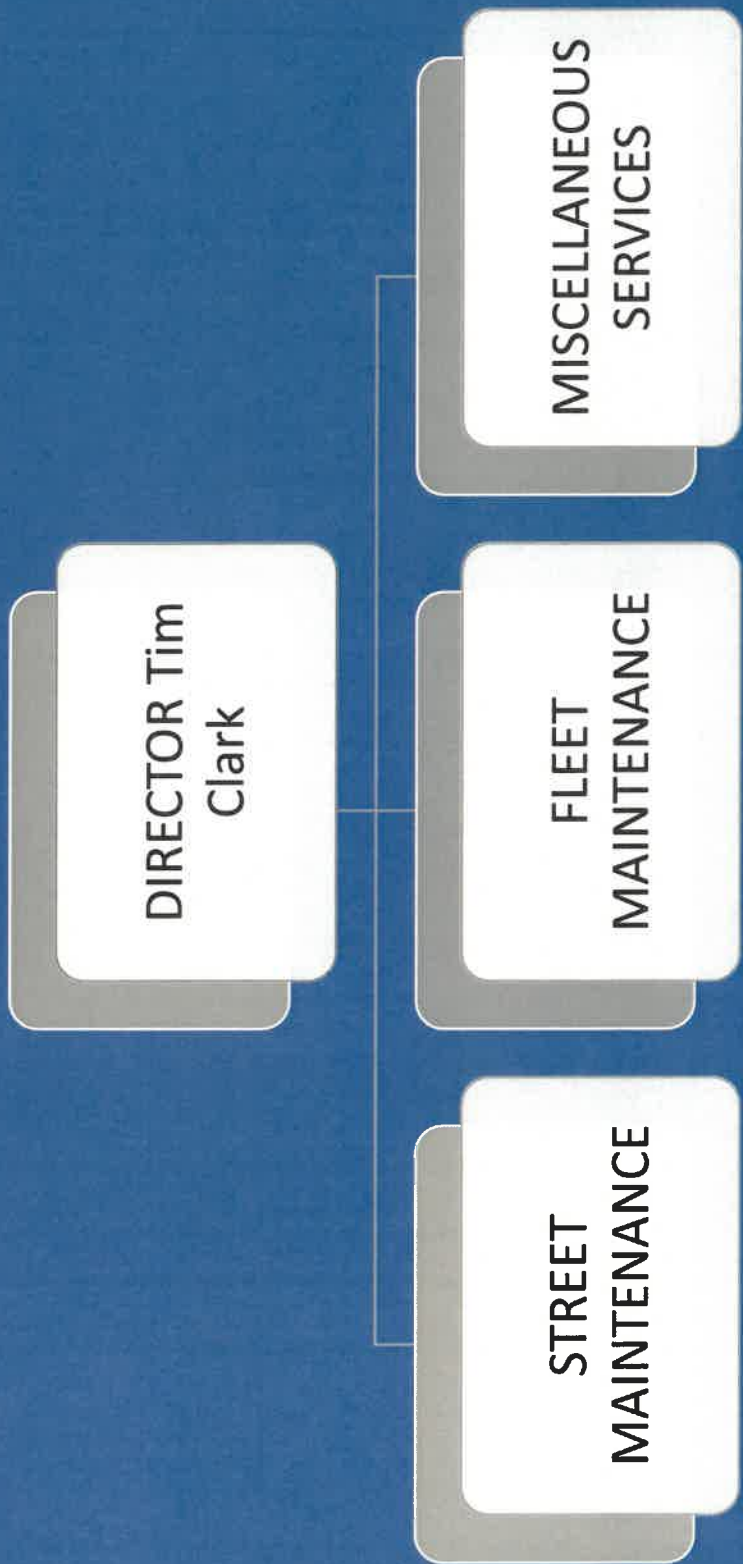 DIRECTOR Tim
Clark
STREET
MAINTENANCE
FLEET
MAINTENANCE
MISCELLANEOUS
SERVICES